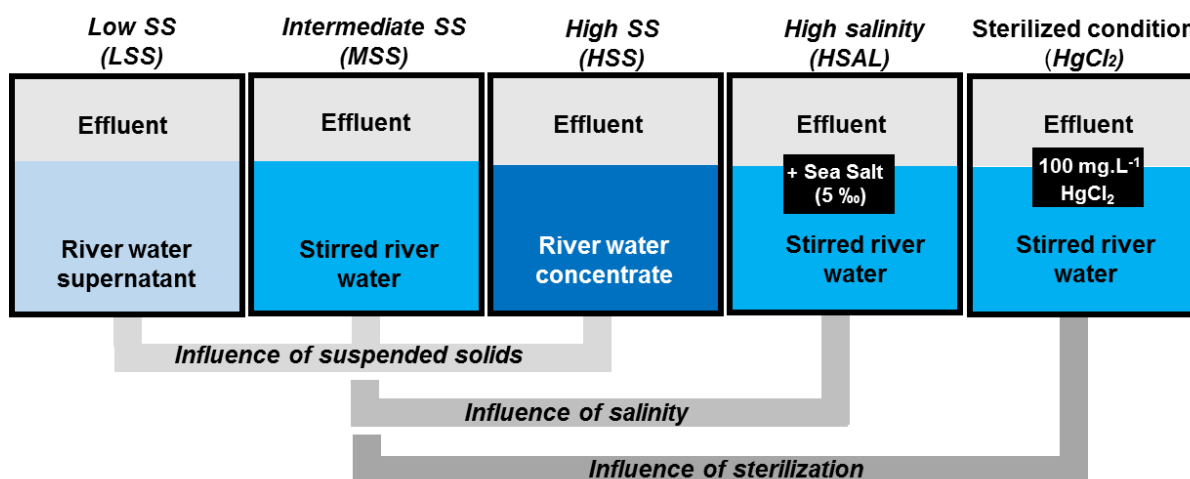 Low SS
(LSS)
Intermediate SS
(MSS)
High SS
(HSS)
High salinity
(HSAL)
Sterilized condition
(HgCl₂)
Effluent
River water
supernatant
Effluent
Stirred river
water
Effluent
River water
concentrate
Effluent
+ Sea Salt
(5 ‰)
Stirred river
water
Effluent
100 mg.L⁻¹
HgCl₂
Stirred river
water
Influence of suspended solids
Influence of salinity
Influence of sterilization